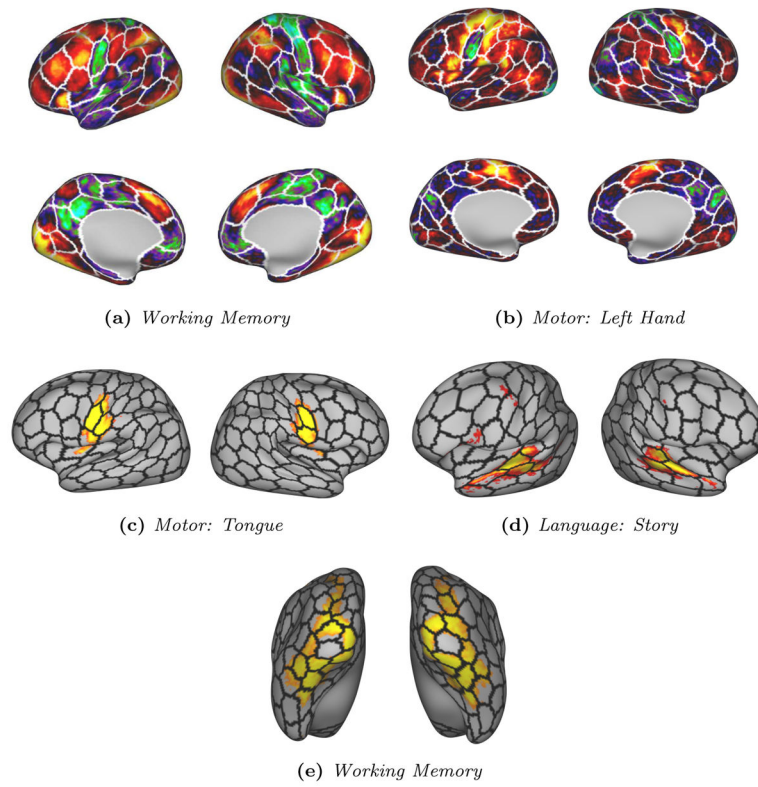 (a) Working Memory
(b) Motor: Left Hand
(c) Motor: Tongue
(d) Language: Story
(e) Working Memory